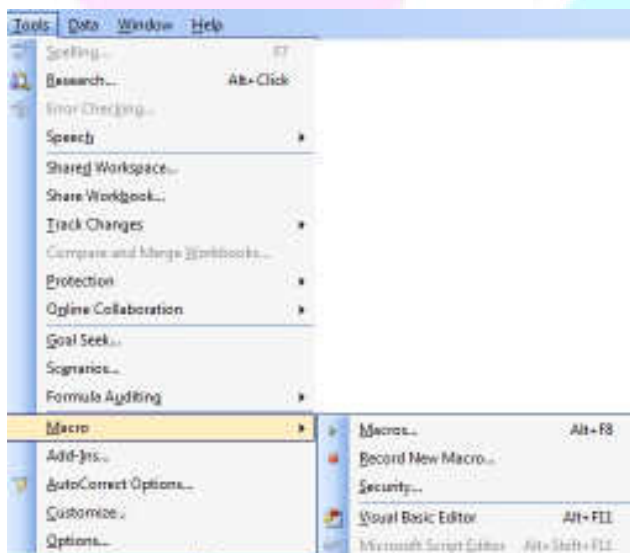 Tools Data Window Help
Spelling... F7
Research... Alt+Click
Error Checking...
Speech
Shared Workspace...
Share Workbook...
Track Changes
Compare and Merge Workbooks...
Protection
Online Collaboration
Goal Seek...
Scenarios...
Formula Auditing
Macro
Macros... Alt+F8
Add-Ins...
Record New Macro...
AutoCorrect Options...
Security...
Customize...
Visual Basic Editor Alt+F11
Options...
Microsoft Script Editor Alt+Shift+F11